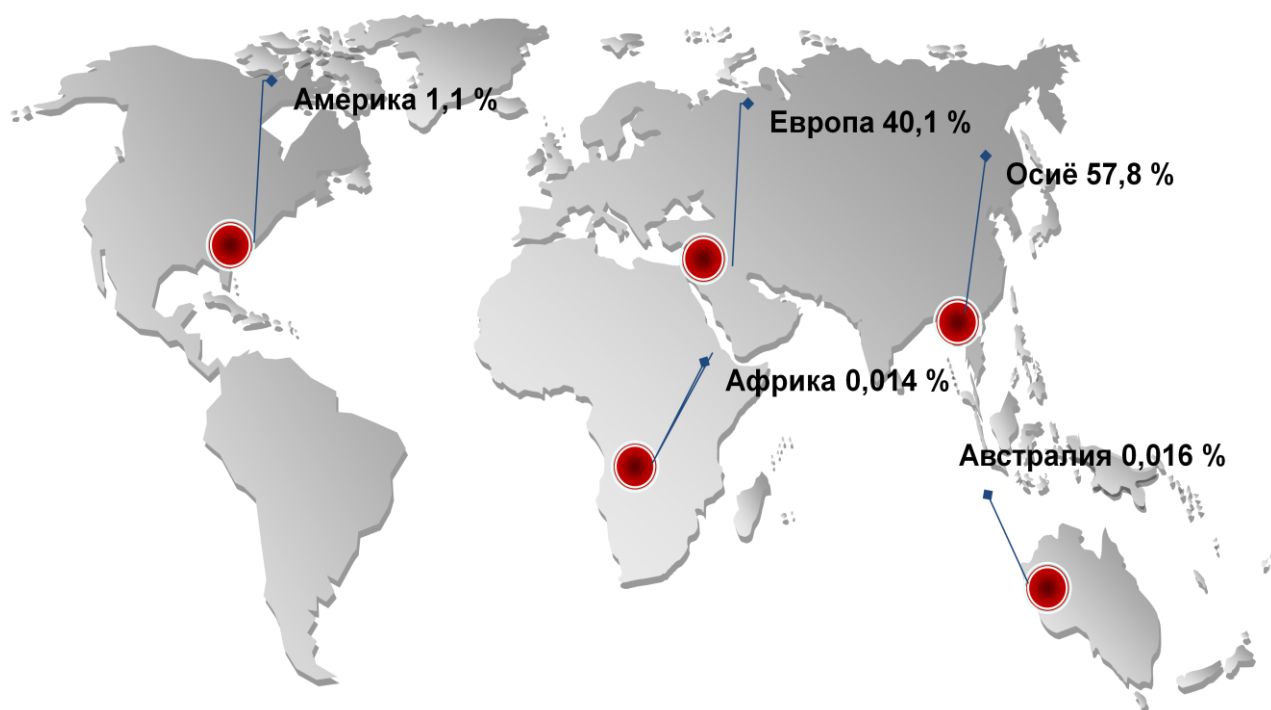 Америка 1,1 %
Европа 40,1 %
Осиё 57,8 %
Африка 0,014 %
Австралия 0,016 %